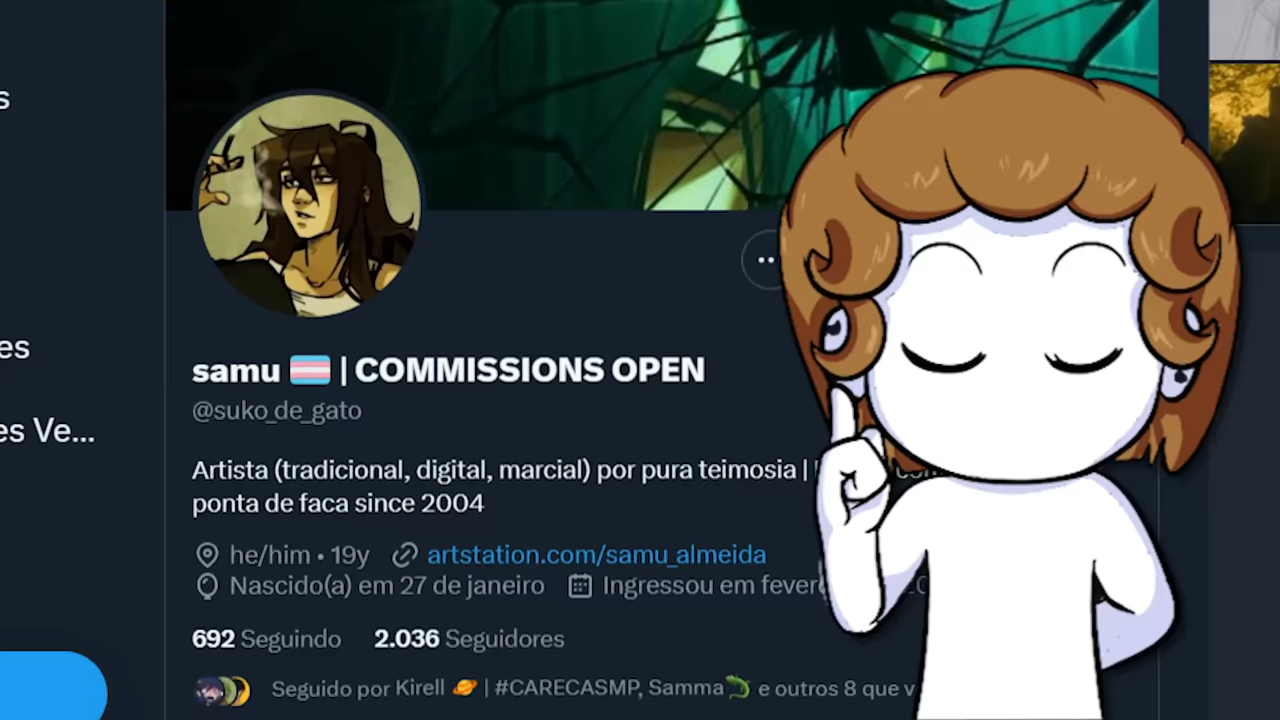 s
es
es Ve...
samu | COMMISSIONS OPEN
@suko_de_gato
Artista (tradicional, digital, marcial) por pura teimosia |
ponta de faca since 2004
he/him • 19y artstation.com/samu_almeida
Nascido(a) em 27 de janeiro Ingressou em fever
692 Seguindo 2.036 Seguidores
Seguido por Kirell 🪐 | #CARECASMP, Samma🐉 e outros 8 que v